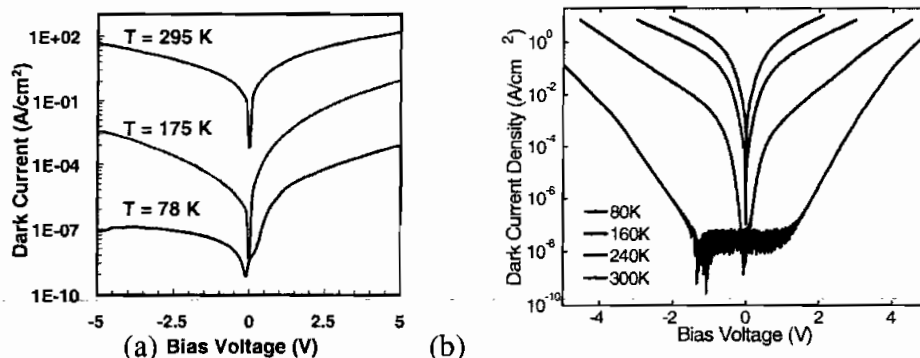 (a)
Dark Current (A/cm²)
1E+02
1E-01
1E-04
1E-07
1E-10
T = 295 K
T = 175 K
T = 78 K
-5
-2.5
0
2.5
5
Bias Voltage (V)
(b)
Dark Current Density (A/cm ²)
10⁰
10⁻²
10⁻⁴
10⁻⁶
10⁻⁸
10⁻¹⁰
80K
160K
240K
300K
-4
-2
0
2
4
Bias Voltage (V)